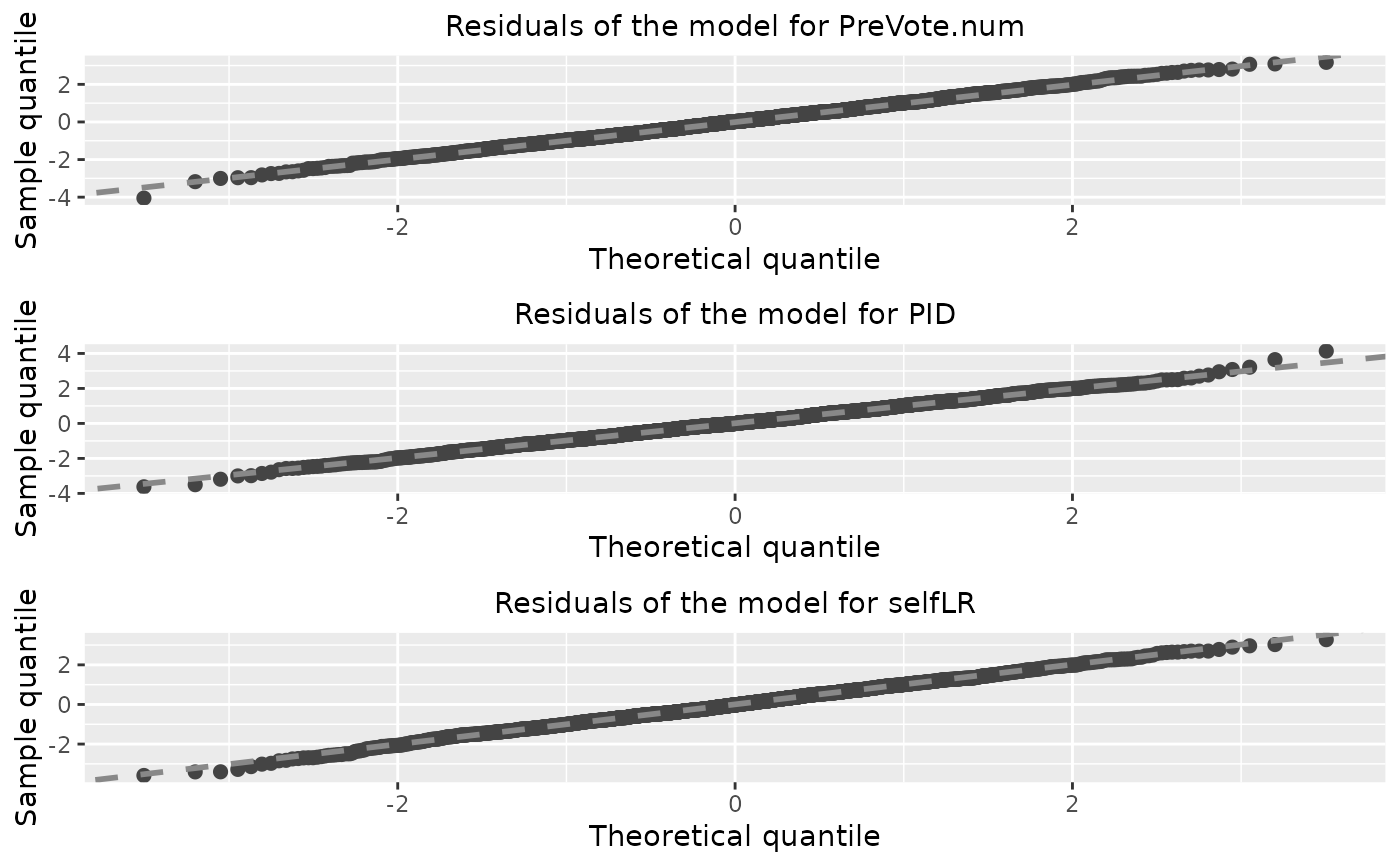 Residuals of the model for PreVote.num
Sample quantile
2
0
-2
-4
-2 0 2
Theoretical quantile
Residuals of the model for PID
Sample quantile
4
2
0
-2
-4
-2 0 2
Theoretical quantile
Residuals of the model for selfLR
Sample quantile
2
0
-2
-2 0 2
Theoretical quantile